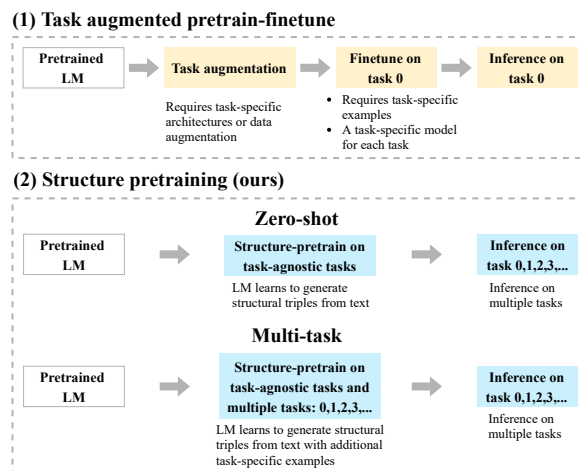 (1) Task augmented pretrain-finetune
Pretrained
LM
Task augmentation
Requires task-specific
architectures or data
augmentation
Finetune on
task 0
• Requires task-specific
examples
• A task-specific model
for each task
Inference on
task 0
(2) Structure pretraining (ours)
Zero-shot
Pretrained
LM
Structure-pretrain on
task-agnostic tasks
LM learns to generate
structural triples from text
Inference on
task 0,1,2,3,...
Inference on
multiple tasks
Multi-task
Pretrained
LM
Structure-pretrain on
task-agnostic tasks and
multiple tasks: 0,1,2,3,...
LM learns to generate structural
triples from text with additional
task-specific examples
Inference on
task 0,1,2,3,...
Inference on
multiple tasks